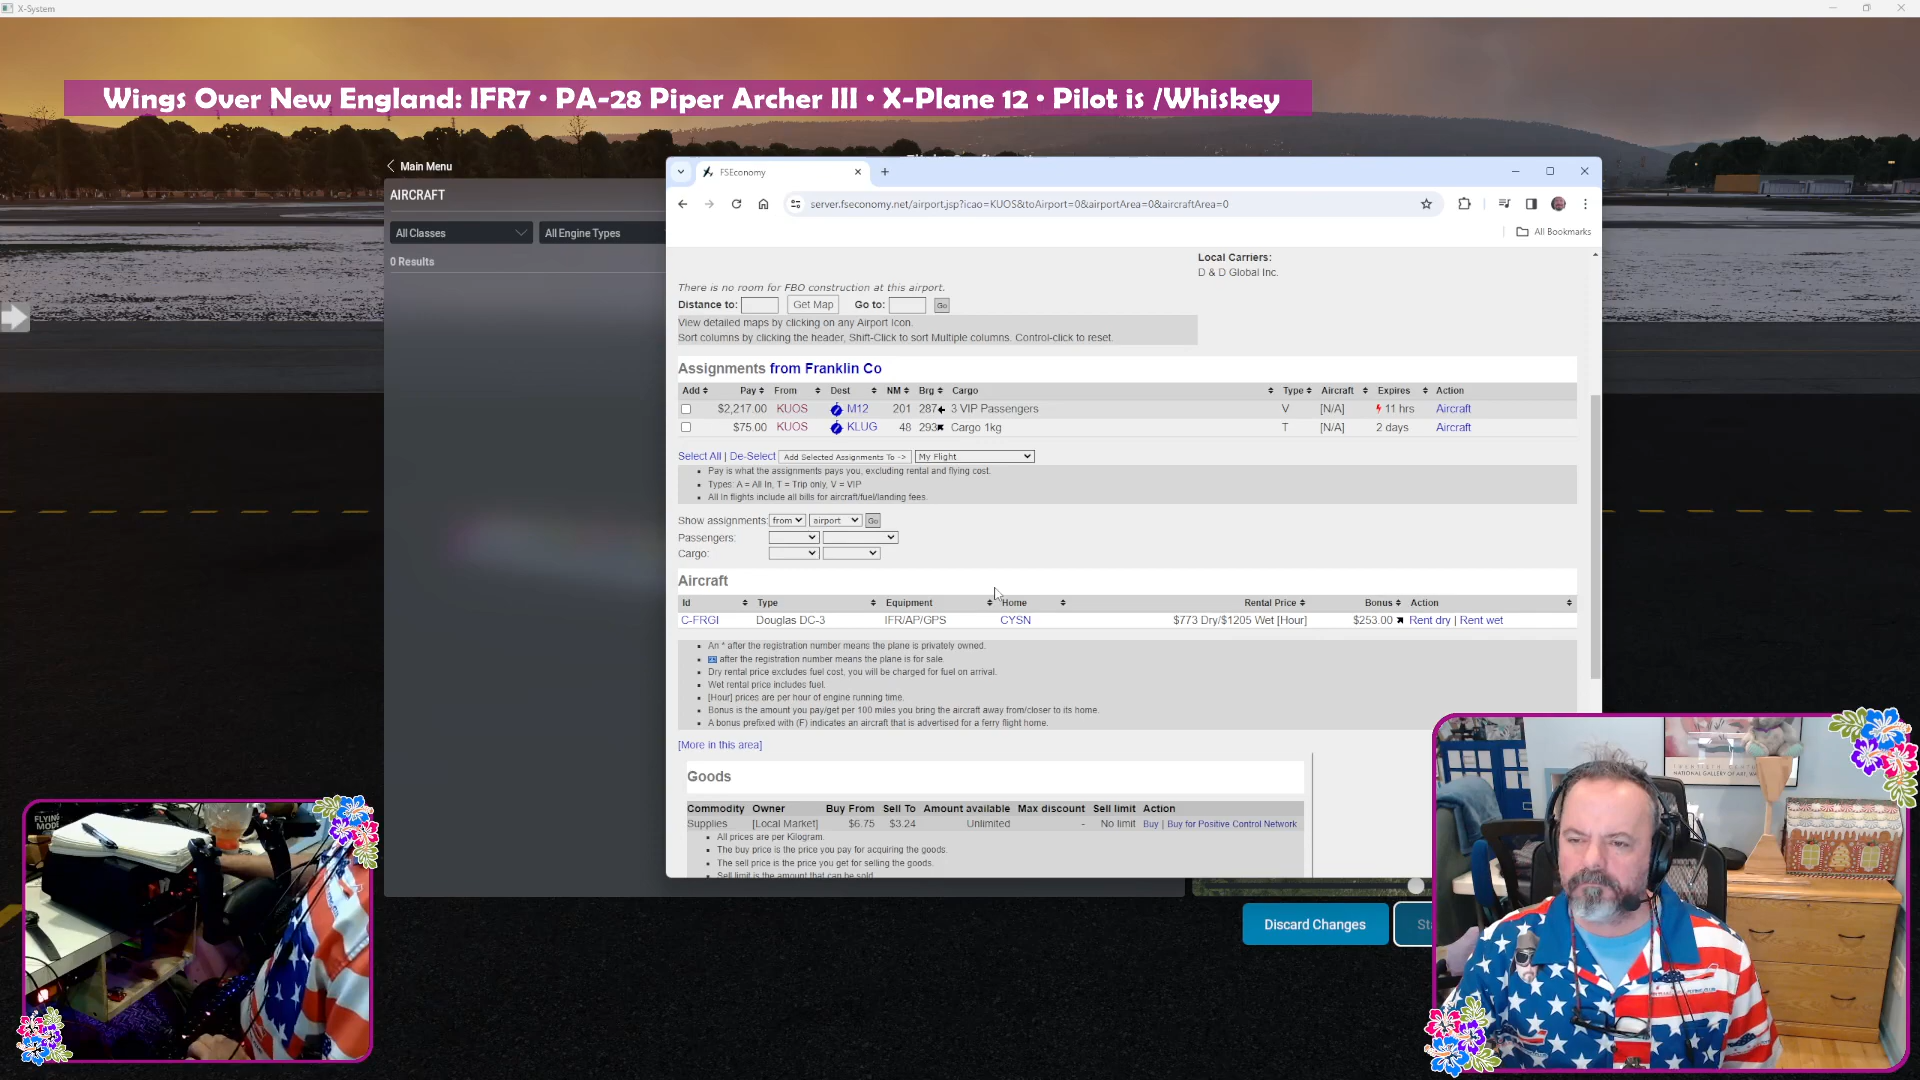 X-System
Wings Over New England: IFR7 • PA-28 Piper Archer III • X-Plane 12 • Pilot is /Whiskey
Main Menu
AIRCRAFT
All Classes
All Engine Types
0 Results
FSEconomy
server.fseconomy.net/airport.jsp?icao=KUOS&toAirport=0&airportArea=0&aircraftArea=0
All Bookmarks
Local Carriers:
D & D Global Inc.
There is no room for FBO construction at this airport.
Distance to: Get Map Go to: Go
View detailed maps by clicking on any Airport Icon.
Sort columns by clicking the header, Shift-Click to sort Multiple columns. Control-click to reset.
Assignments from Franklin Co
Add Pay From Dest NM Brg Cargo Type Aircraft Expires Action
$2,217.00 KUOS M12 201 287 3 VIP Passengers V [N/A] 11 hrs Aircraft
$75.00 KUOS KLUG 48 293 Cargo 1kg T [N/A] 2 days Aircraft
Select All | De-Select Add Selected Assignments To -> My Flight
Pay is what the assignments pays you, excluding rental and flying cost.
Types: A = All In, T = Trip only, V = VIP
All In flights include all bills for aircraft/fuel/landing fees.
Show assignments: from airport Go
Passengers:
Cargo:
Aircraft
Id Type Equipment Home Rental Price Bonus Action
C-FRGI Douglas DC-3 IFR/AP/GPS CYSN $773 Dry/$1205 Wet [Hour] $253.00 Rent dry | Rent wet
An * after the registration number means the plane is privately owned.
after the registration number means the plane is for sale.
Dry rental price excludes fuel cost, you will be charged for fuel on arrival.
Wet rental price includes fuel.
[Hour] prices are per hour of engine running time.
Bonus is the amount you pay/get per 100 miles you bring the aircraft away from/closer to its home.
A bonus prefixed with (F) indicates an aircraft that is advertised for a ferry flight home.
[More in this area]
Goods
Commodity Owner Buy From Sell To Amount available Max discount Sell limit Action
Supplies [Local Market] $6.75 $3.24 Unlimited - No limit Buy | Buy for Positive Control Network
All prices are per Kilogram.
The buy price is the price you pay for acquiring the goods.
The sell price is the price you get for selling the goods.
Sell limit is the amount that can be sold
Discard Changes
FLYING
MODE
NATIONAL GALLERY OF ART, WA